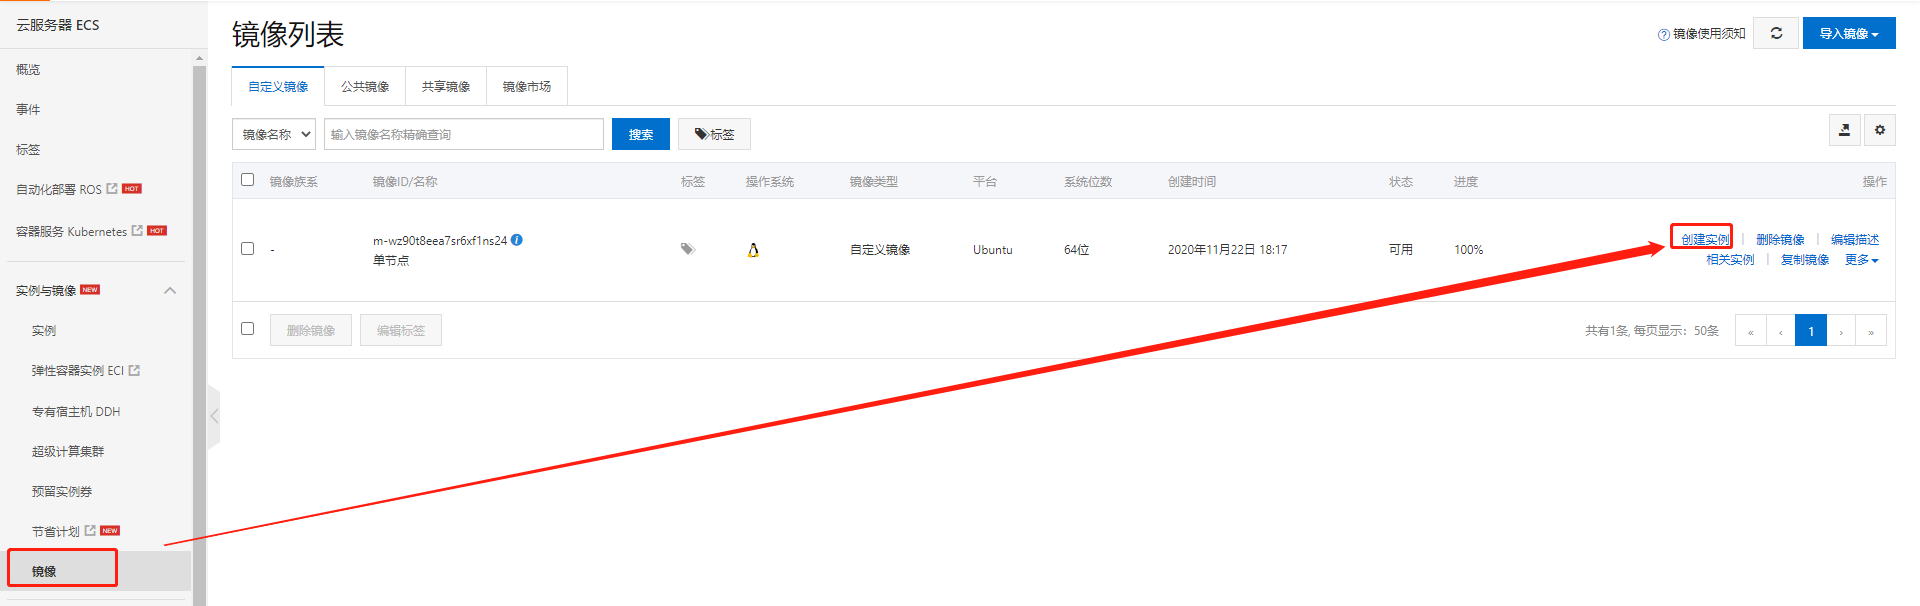 云服务器 ECS
概览
事件
标签
自动化部署 ROS HOT
容器服务 Kubernetes HOT
实例与镜像 NEW
实例
弹性容器实例 ECI
专有宿主机 DDH
超级计算集群
预留实例券
节省计划 NEW
镜像
镜像列表
镜像使用须知
导入镜像
自定义镜像 公共镜像 共享镜像 镜像市场
镜像名称 输入镜像名称精确查询 搜索 标签
镜像族系 镜像ID/名称 标签 操作系统 镜像类型 平台 系统位数 创建时间 状态 进度 操作
- m-wz90t8eea7sr6xf1ns24 自定义镜像 Ubuntu 64位 2020年11月22日 18:17 可用 100% 创建实例 | 删除镜像 | 编辑描述
单节点 相关实例 | 复制镜像 更多
删除镜像 编辑标签 共有1条, 每页显示：50条 « ‹ 1 › »